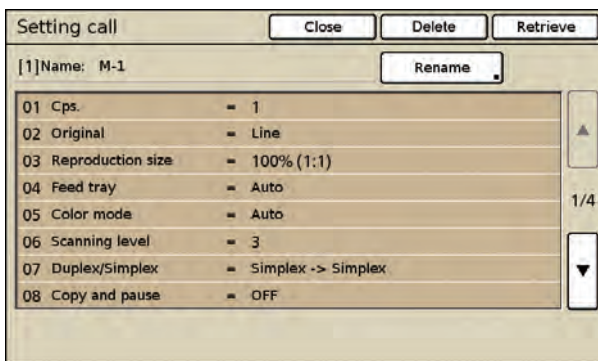 Setting call Close Delete Retrieve
[1]Name: M-1 Rename
01 Cps. = 1
02 Original = Line
03 Reproduction size = 100% (1:1)
04 Feed tray = Auto
05 Color mode = Auto
06 Scanning level = 3
07 Duplex/Simplex = Simplex -> Simplex
08 Copy and pause = OFF
1/4